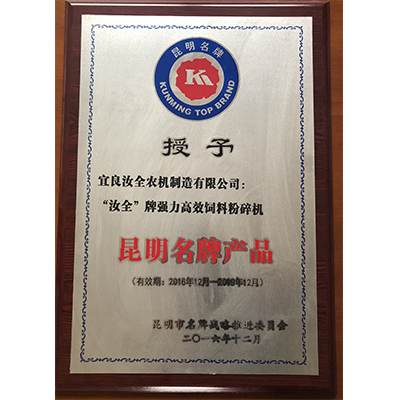 昆明名牌
K
KUNMING TOP BRAND
授予
宜良汝全农机制造有限公司:
“汝全”牌强力高效饲料粉碎机
昆明名牌产品
(有效期:2016年12月—2019年12月)
昆明市名牌战略推进委员会
二〇一六年十二月